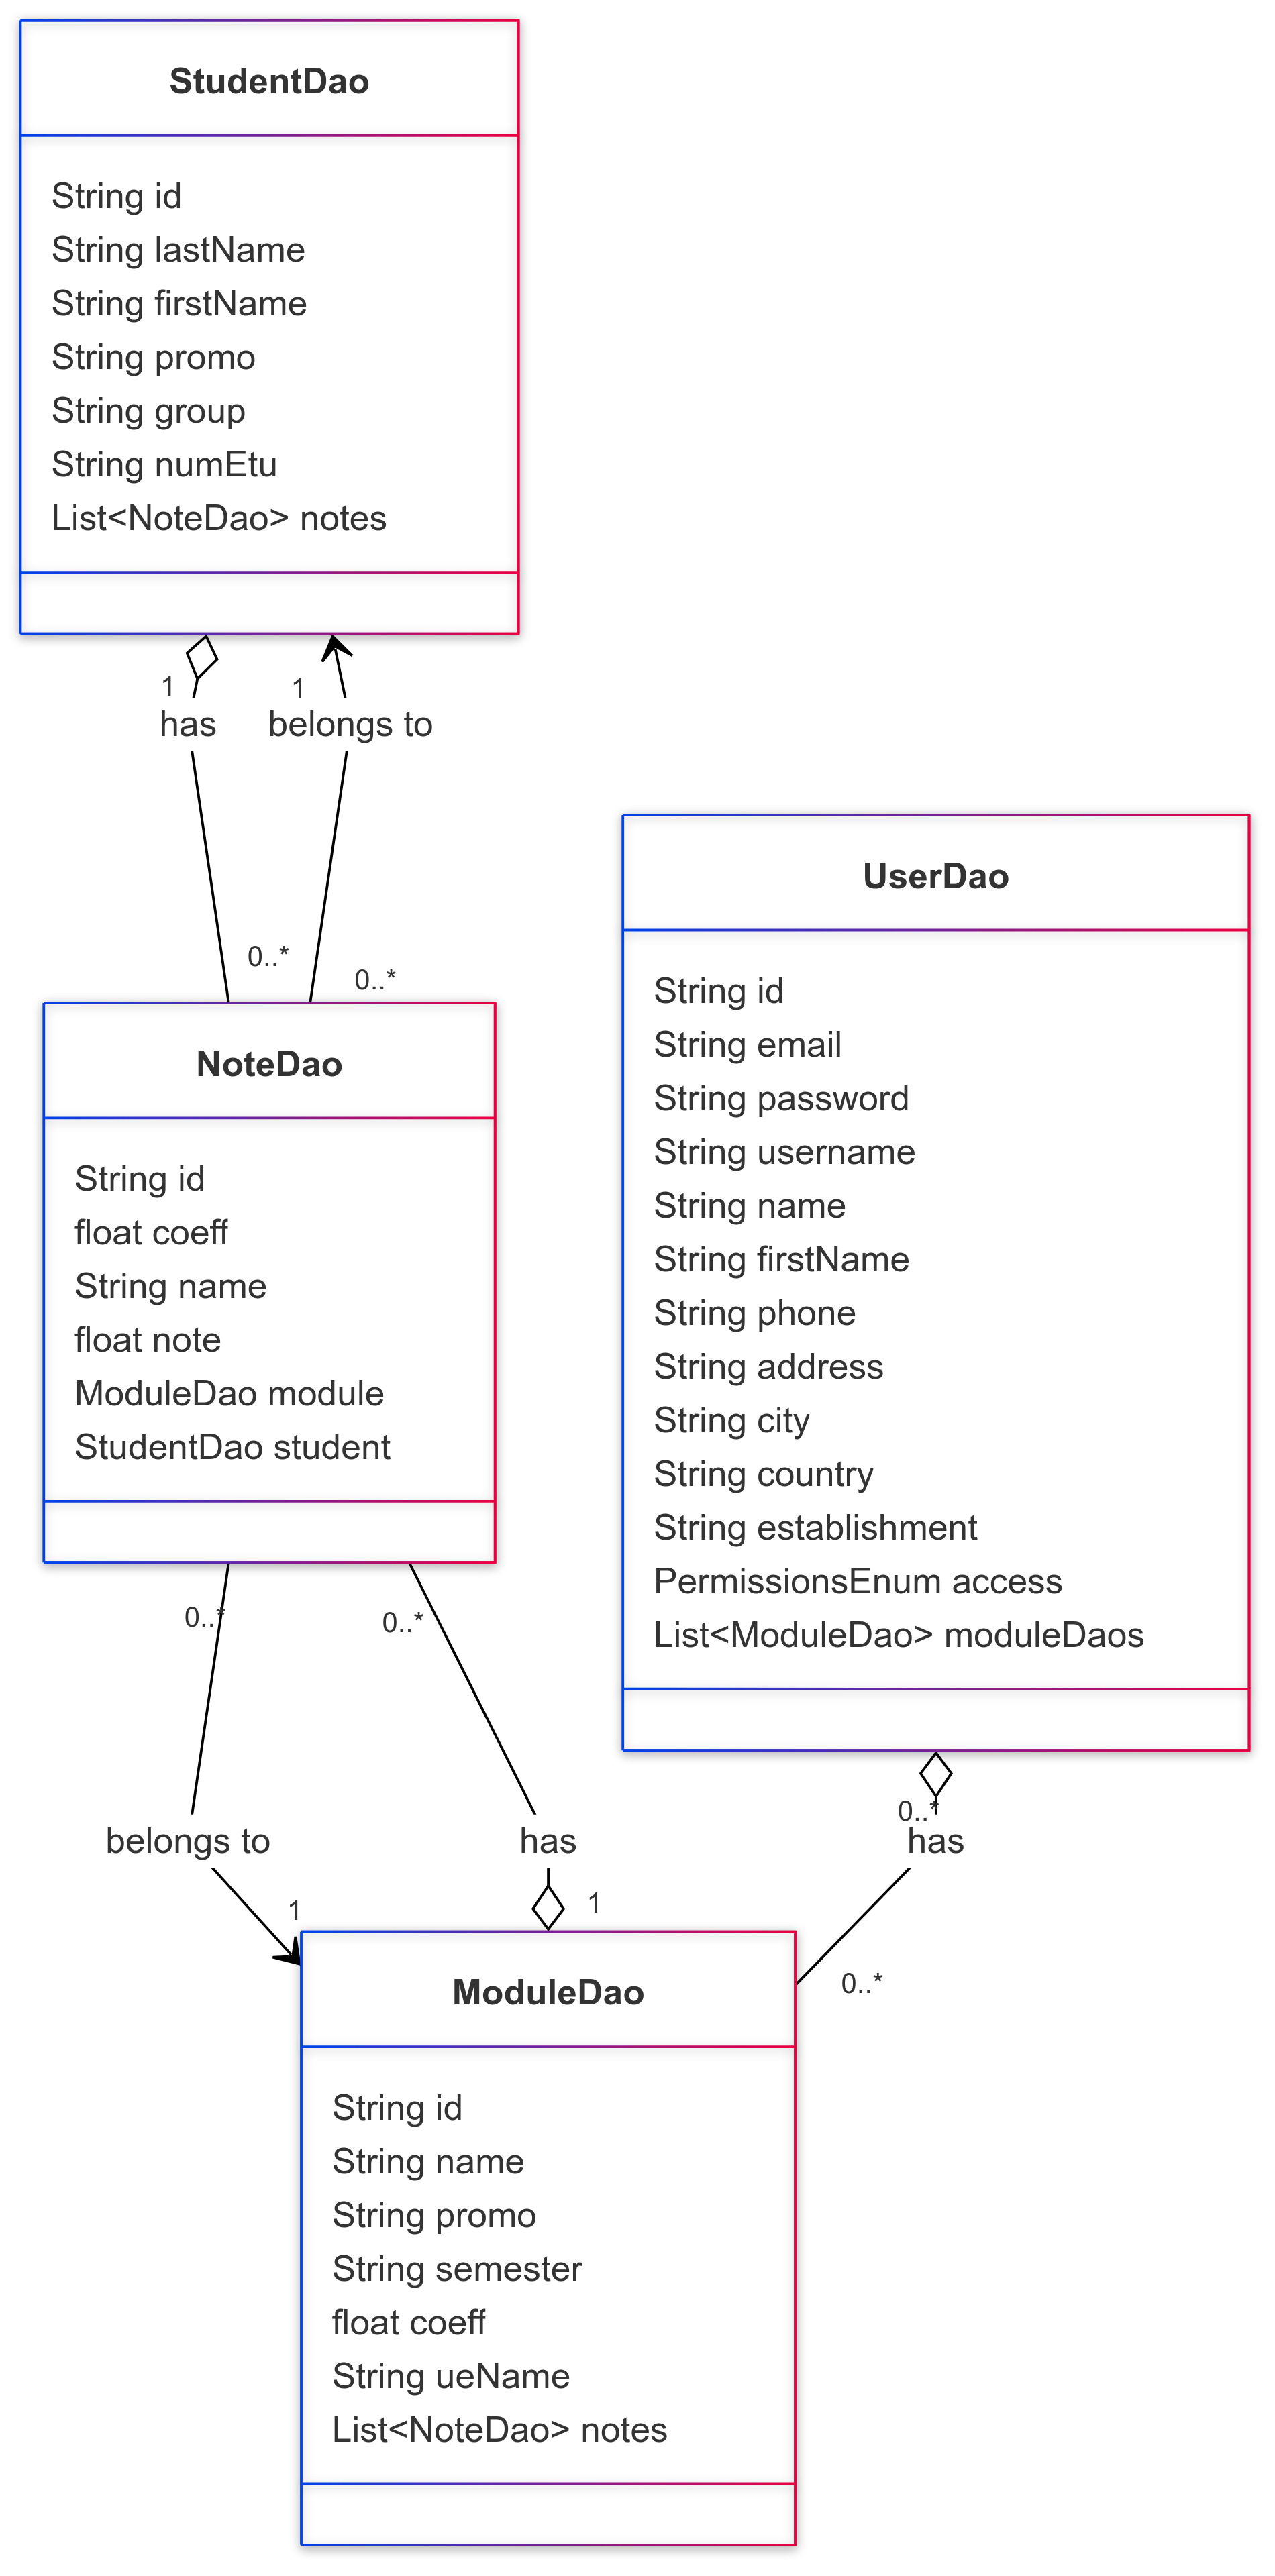 StudentDao
String id
String lastName
String firstName
String promo
String group
String numEtu
List<NoteDao> notes
1
1
has
belongs to
0..*
0..*
UserDao
String id
String email
String password
String username
String name
String firstName
String phone
String address
String city
String country
String establishment
PermissionsEnum access
List<ModuleDao> moduleDaos
NoteDao
String id
float coeff
String name
float note
ModuleDao module
StudentDao student
0..*
0..*
0..*
belongs to
has
has
1
1
0..*
ModuleDao
String id
String name
String promo
String semester
float coeff
String ueName
List<NoteDao> notes